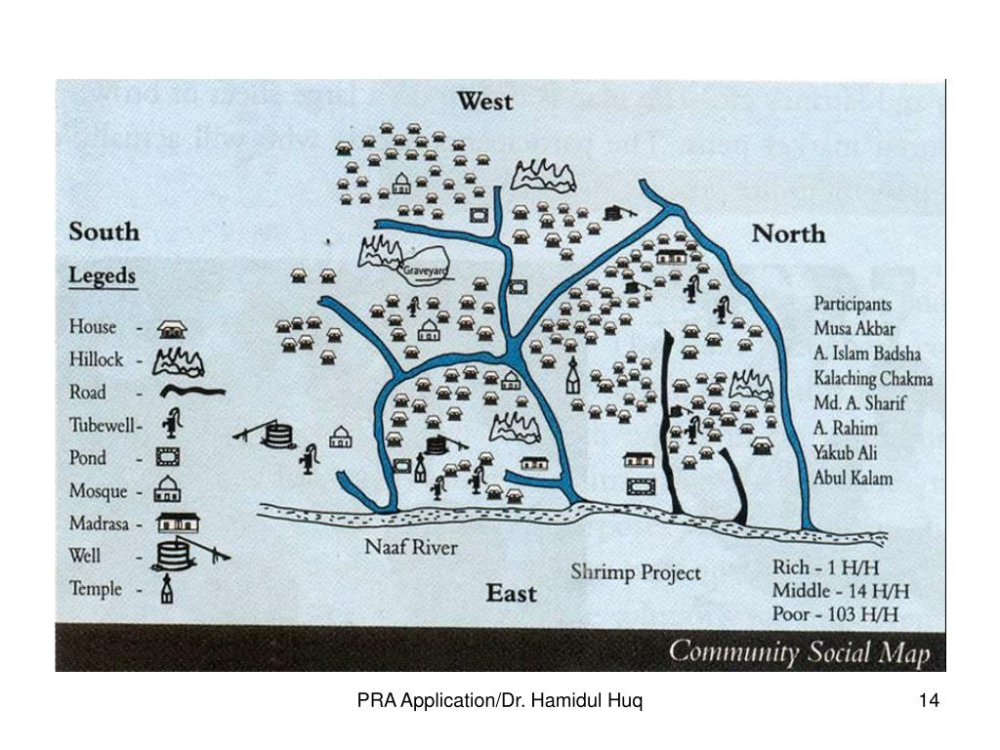 West
South
North
Legeds
House -
Hillock -
Road -
Tubewell-
Pond -
Mosque -
Madrasa -
Well -
Temple -
Graveyard
Participants
Musa Akbar
A. Islam Badsha
Kalaching Chakma
Md. A. Sharif
A. Rahim
Yakub Ali
Abul Kalam
Naaf River
Shrimp Project
East
Rich - 1 H/H
Middle - 14 H/H
Poor - 103 H/H
Community Social Map
PRA Application/Dr. Hamidul Huq
14